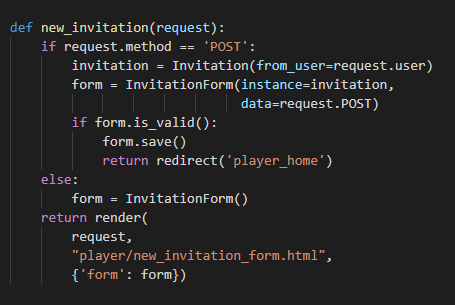 def new_invitation(request):
    if request.method == 'POST':
        invitation = Invitation(from_user=request.user)
        form = InvitationForm(instance=invitation,
                              data=request.POST)
        if form.is_valid():
            form.save()
            return redirect('player_home')
    else:
        form = InvitationForm()
    return render(
        request,
        "player/new_invitation_form.html",
        {'form': form})